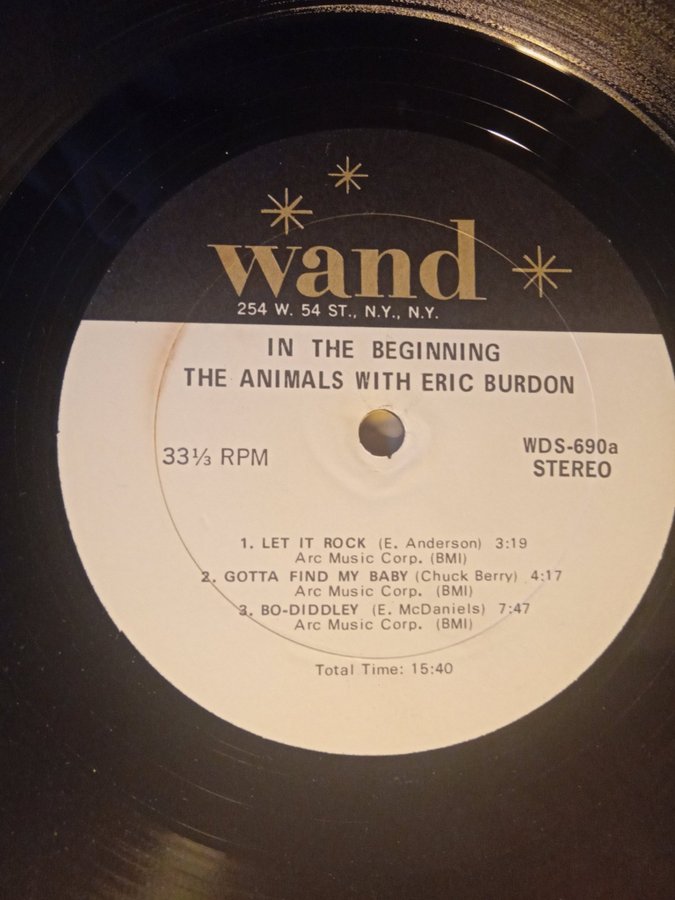 wand
254 W. 54 ST., N.Y., N.Y.
IN THE BEGINNING
THE ANIMALS WITH ERIC BURDON
33⅓ RPM
WDS-690a
STEREO
1. LET IT ROCK (E. Anderson) 3:19
Arc Music Corp. (BMI)
2. GOTTA FIND MY BABY (Chuck Berry) 4:17
Arc Music Corp. (BMI)
3. BO-DIDDLEY (E. McDaniels) 7:47
Arc Music Corp. (BMI)
Total Time: 15:40